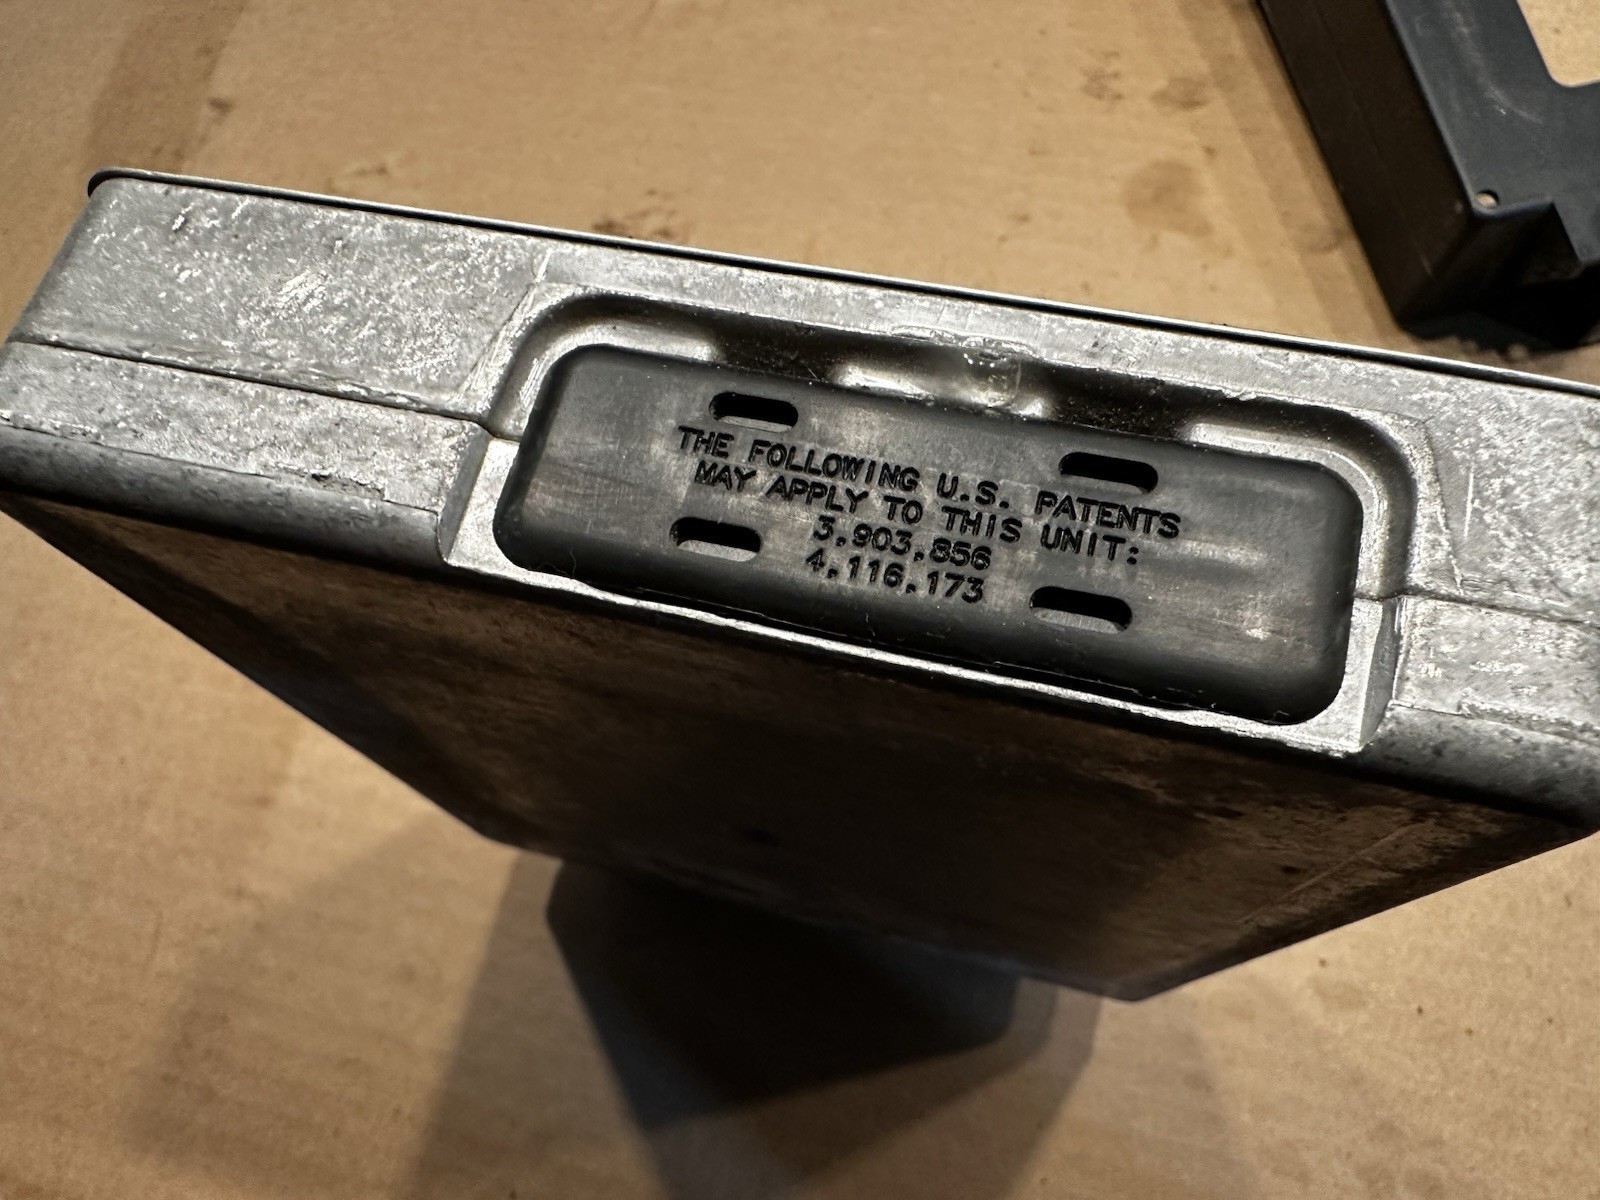 THE FOLLOWING U.S. PATENTS
MAY APPLY TO THIS UNIT:
3,903,856
4,116,173